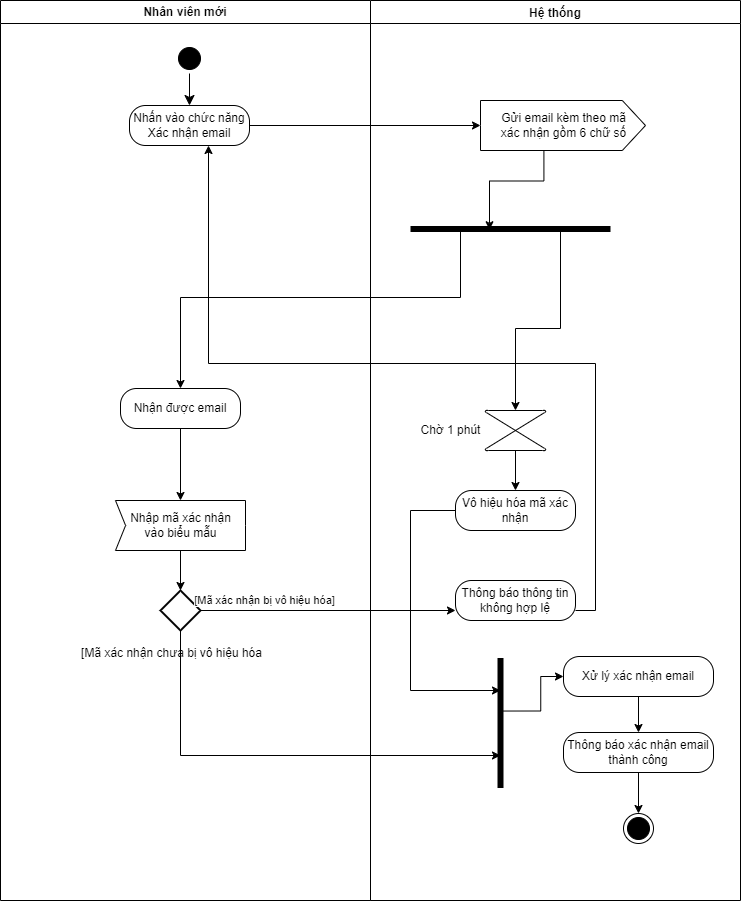 Nhân viên mới
Hệ thống
Nhấn vào chức năng
Xác nhận email
Gửi email kèm theo mã
xác nhận gồm 6 chữ số
Nhận được email
Chờ 1 phút
Nhập mã xác nhận
vào biểu mẫu
Vô hiệu hóa mã xác
nhận
[Mã xác nhận bị vô hiệu hóa]
Thông báo thông tin
không hợp lệ
[Mã xác nhận chưa bị vô hiệu hóa
Xử lý xác nhận email
Thông báo xác nhận email
thành công